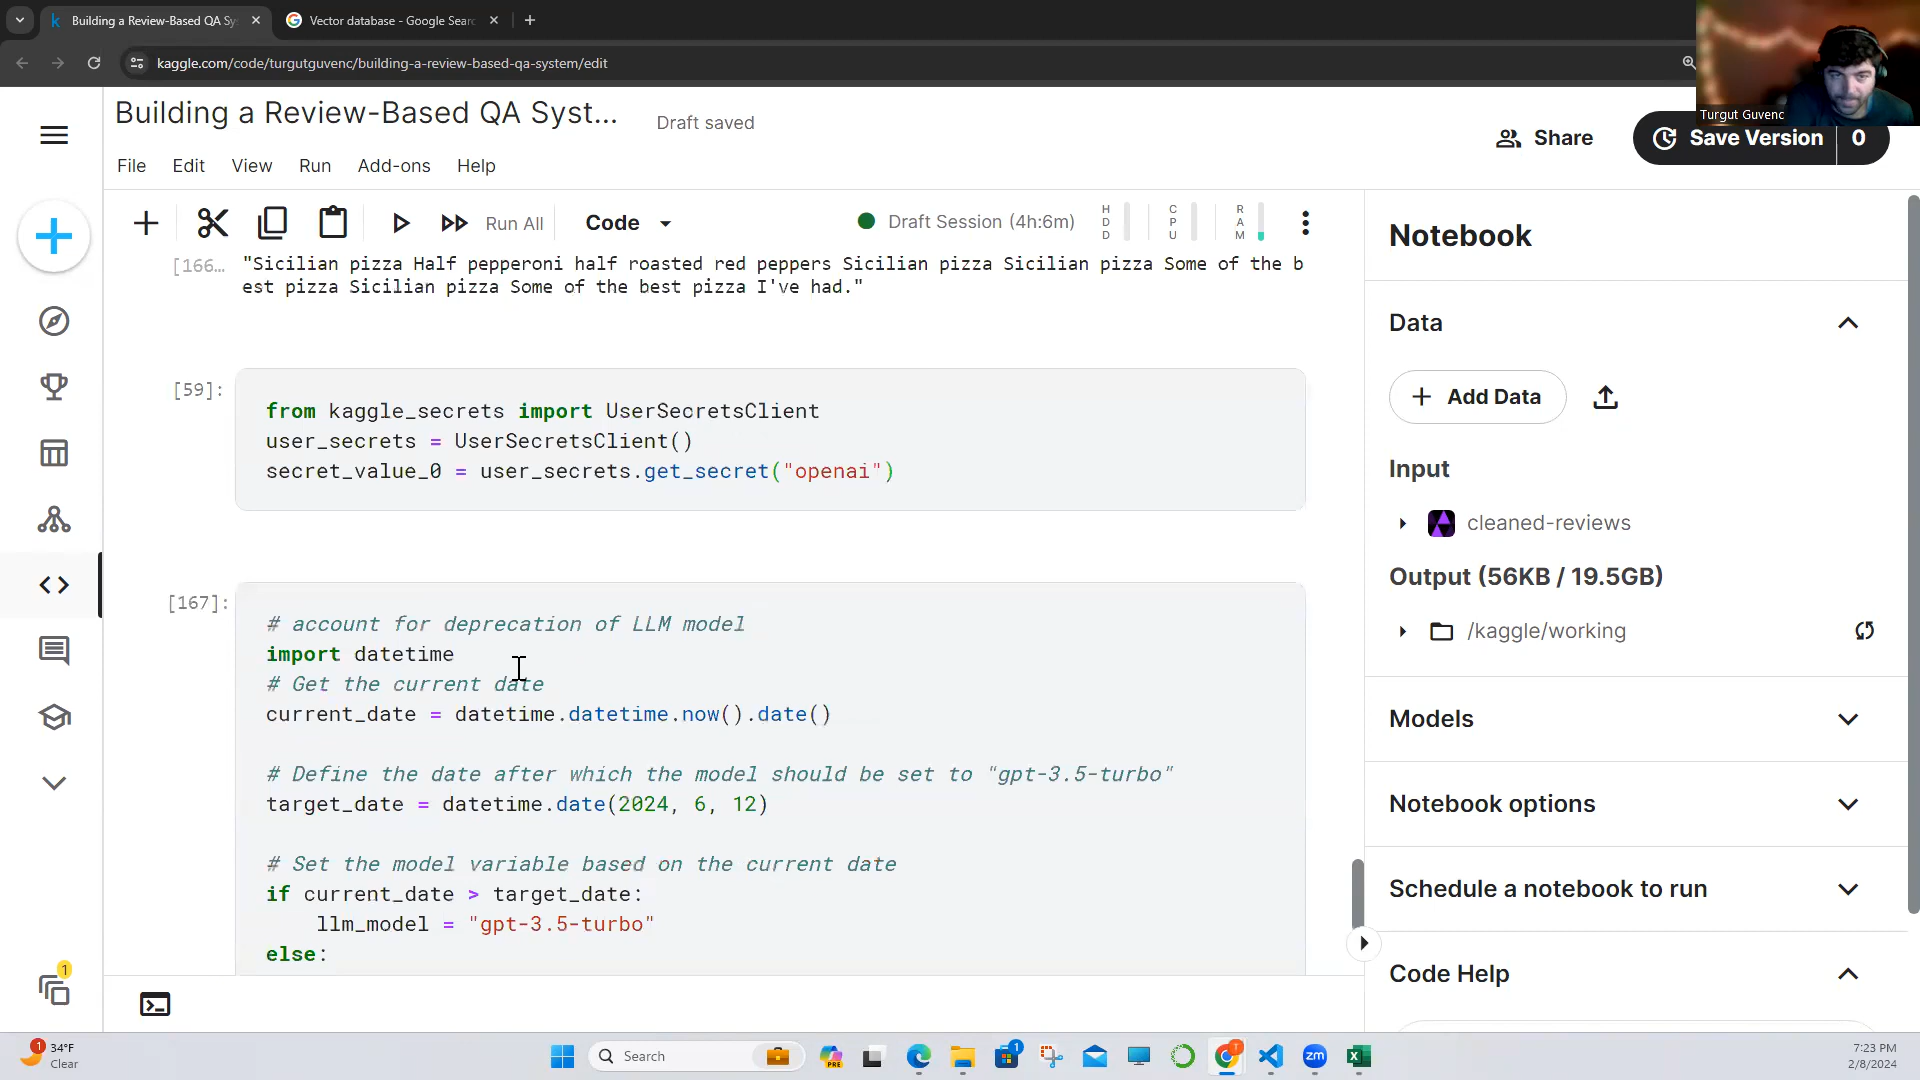 Building a Review-Based QA Sy
Vector database - Google Sear
kaggle.com/code/turgutguvenc/building-a-review-based-qa-system/edit
Turgut Guvenc
Building a Review-Based QA Syst...
Draft saved
Share
Save Version
0
File Edit View Run Add-ons Help
Run All
Code
Draft Session (4h:6m)
HDD
CPU
RAM
[166...
"Sicilian pizza Half pepperoni half roasted red peppers Sicilian pizza Sicilian pizza Some of the b
est pizza Sicilian pizza Some of the best pizza I've had."
[59]:
from kaggle_secrets import UserSecretsClient
user_secrets = UserSecretsClient()
secret_value_0 = user_secrets.get_secret("openai")
[167]:
# account for deprecation of LLM model
import datetime
# Get the current date
current_date = datetime.datetime.now().date()
# Define the date after which the model should be set to "gpt-3.5-turbo"
target_date = datetime.date(2024, 6, 12)
# Set the model variable based on the current date
if current_date > target_date:
llm_model = "gpt-3.5-turbo"
else:
Notebook
Data
Add Data
Input
cleaned-reviews
Output (56KB / 19.5GB)
/kaggle/working
Models
Notebook options
Schedule a notebook to run
Code Help
1
1
34°F
Clear
Search
PRE
1
T
zm
7:23 PM
2/8/2024